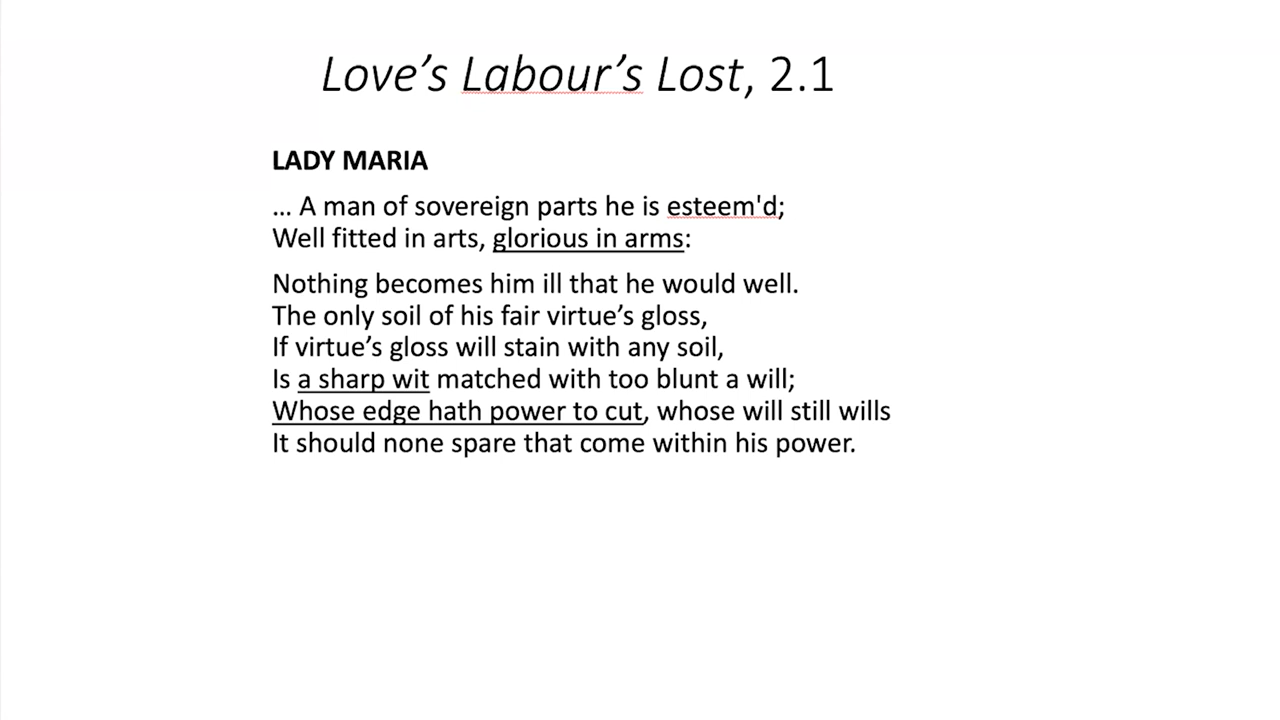 Love’s Labour’s Lost, 2.1
LADY MARIA
... A man of sovereign parts he is esteem'd;
Well fitted in arts, glorious in arms:
Nothing becomes him ill that he would well.
The only soil of his fair virtue’s gloss,
If virtue’s gloss will stain with any soil,
Is a sharp wit matched with too blunt a will;
Whose edge hath power to cut, whose will still wills
It should none spare that come within his power.